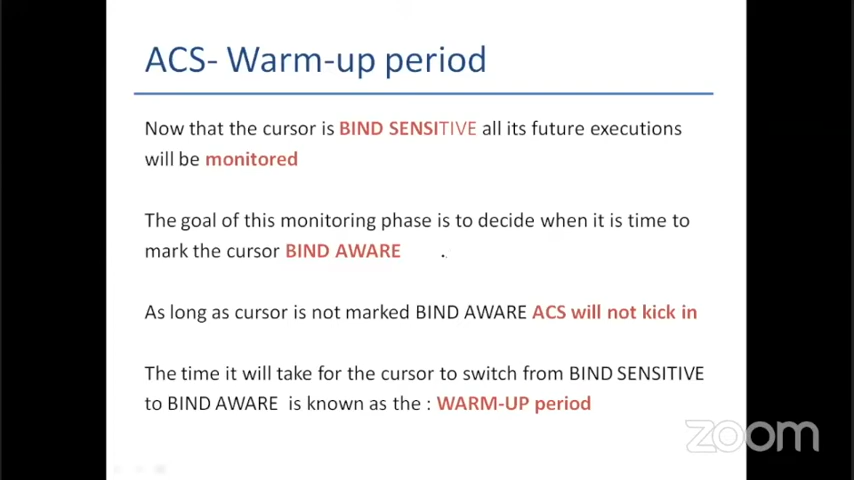 ACS- Warm-up period
Now that the cursor is BIND SENSITIVE all its future executions
will be monitored
The goal of this monitoring phase is to decide when it is time to
mark the cursor BIND AWARE .
As long as cursor is not marked BIND AWARE ACS will not kick in
The time it will take for the cursor to switch from BIND SENSITIVE
to BIND AWARE is known as the : WARM-UP period
zoom